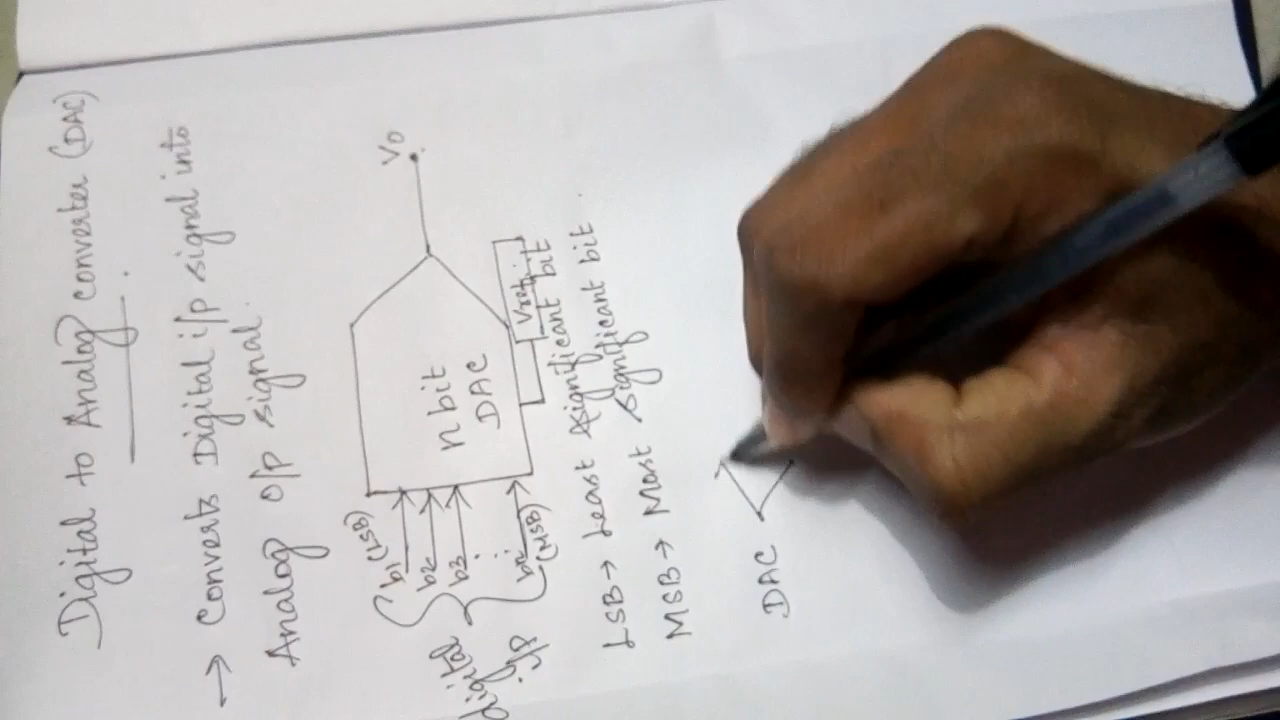 Digital to Analog converter (DAC)
→ Converts Digital i/p signal into
Analog o/p signal.
Vo
n bit
DAC
Vref
b1 (LSB)
b2
b3
bn
(MSB)
digital
i/p
LSB → Least significant bit
MSB → Most significant bit.
DAC